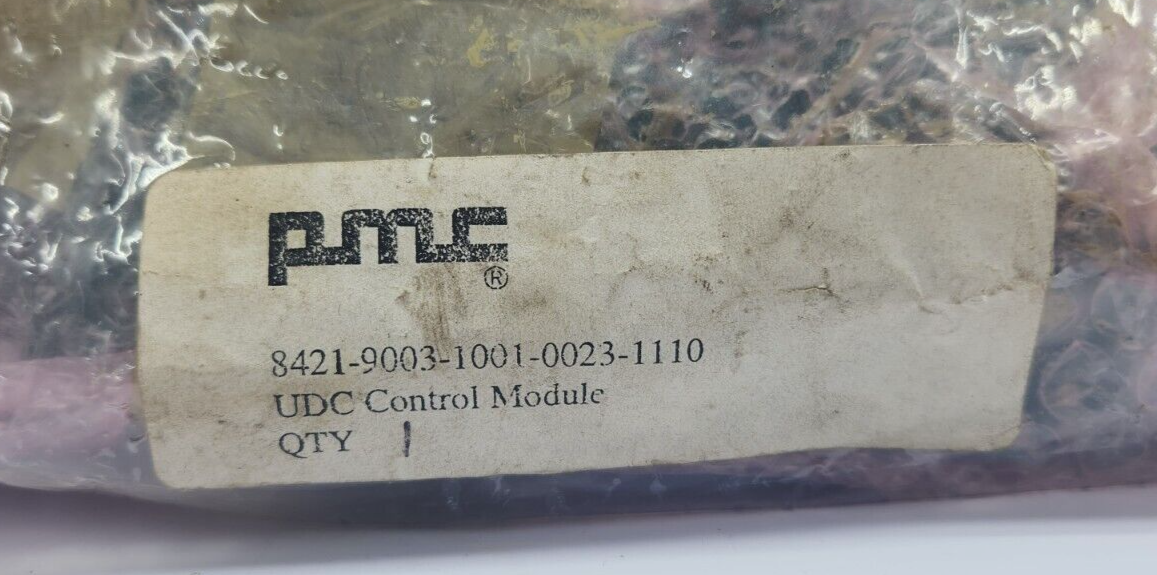 pmc
®
8421-9003-1001-0023-1110
UDC Control Module
QTY 1